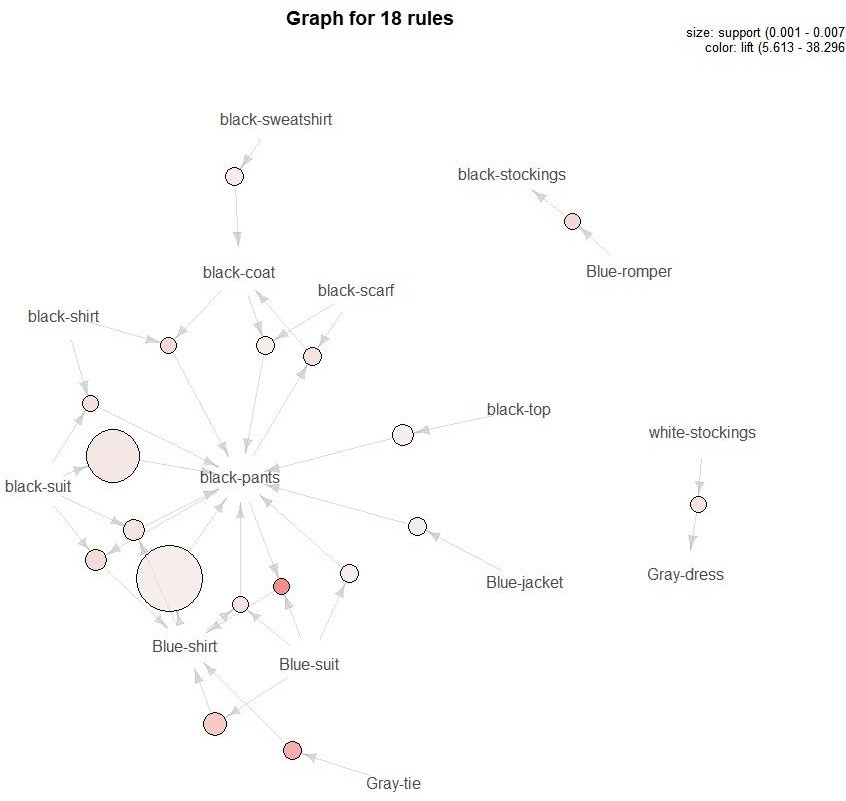 Graph for 18 rules
size: support (0.001 - 0.007
color: lift (5.613 - 38.296
black-sweatshirt
black-stockings
Blue-romper
black-coat
black-scarf
black-shirt
black-top
white-stockings
black-pants
black-suit
Gray-dress
Blue-jacket
Blue-shirt
Blue-suit
Gray-tie